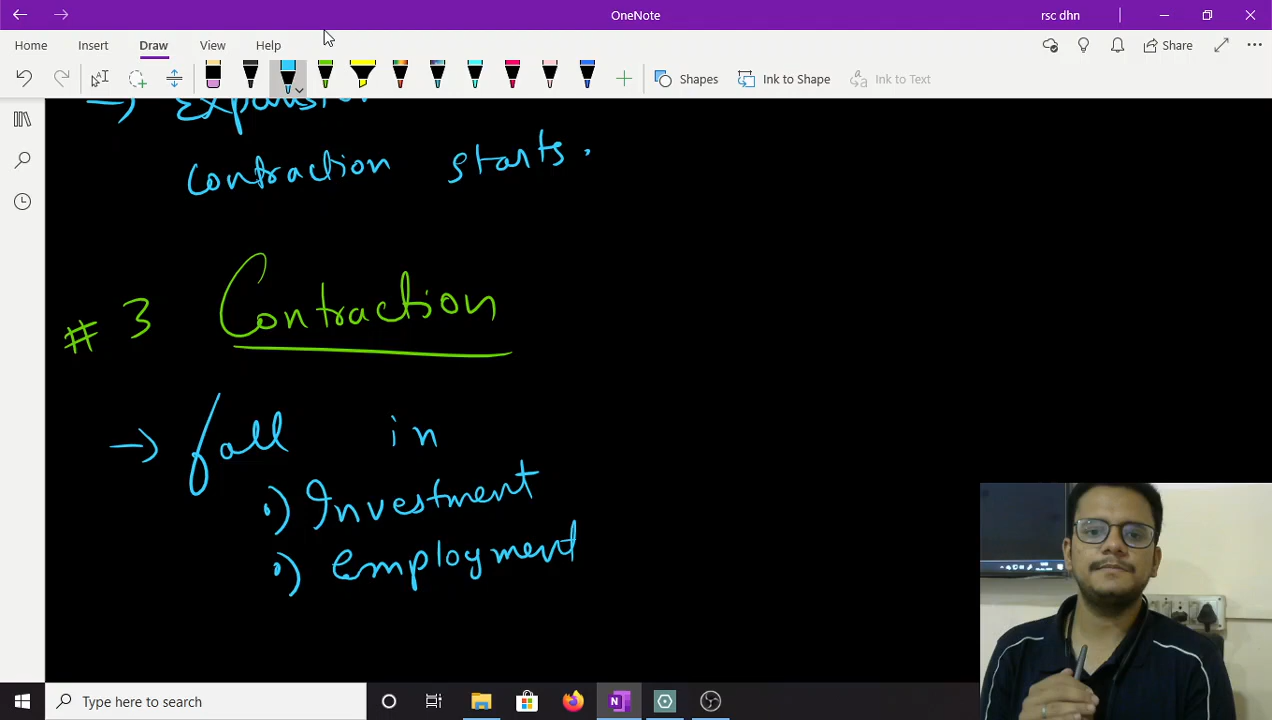 OneNote
rsc dhn
Home Insert Draw View Help
Share
Shapes Ink to Shape Ink to Text
→ Expansion
contraction starts.
# 3 Contraction
→ fall in
i) Investment
i) Employment
Type here to search